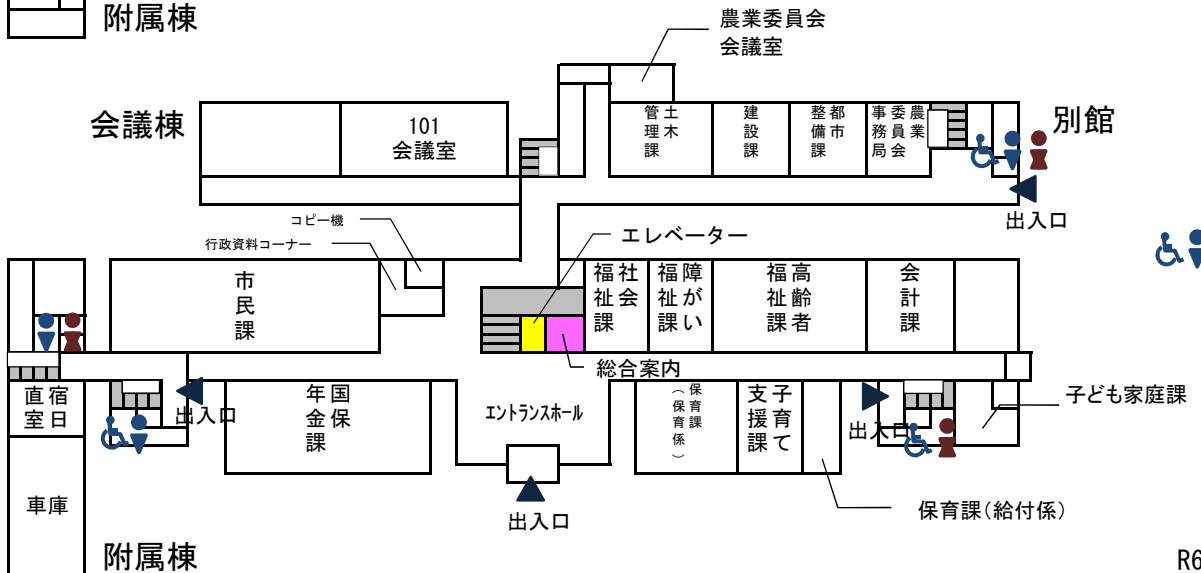 附属棟
農業委員会
会議室
会議棟
101
会議室
土木
管理課
建設課
都市
整備課
農業
委員会
事務局
別館
出入口
コピー機
行政資料コーナー
エレベーター
市民課
社会
福祉課
障がい
福祉課
高齢者
福祉課
会計課
総合案内
宿日
直室
出入口
国保
年金課
エントランスホール
保育課
（保育係）
子育て
支援課
出入口
子ども家庭課
車庫
出入口
保育課(給付係)
附属棟
R6